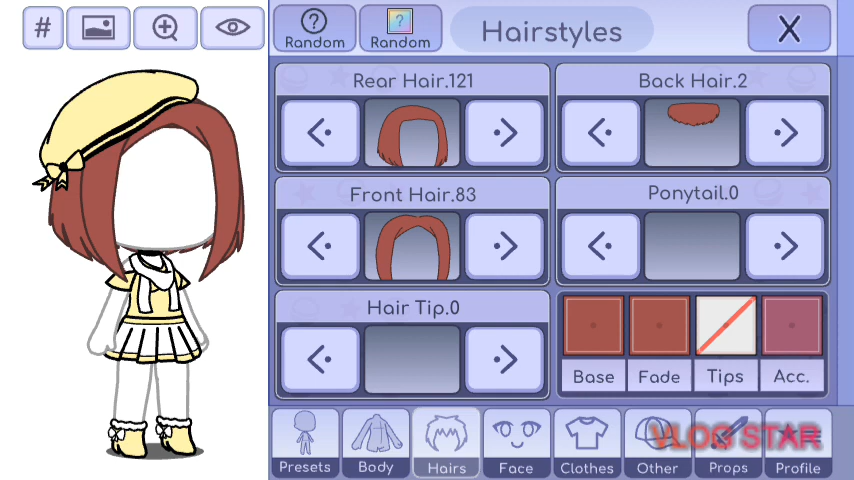 #
Random
Random
Hairstyles
X
Rear Hair.121
Back Hair.2
Front Hair.83
Ponytail.0
Hair Tip.0
Base
Fade
Tips
Acc.
VLOG STAR
Presets
Body
Hairs
Face
Clothes
Other
Props
Profile